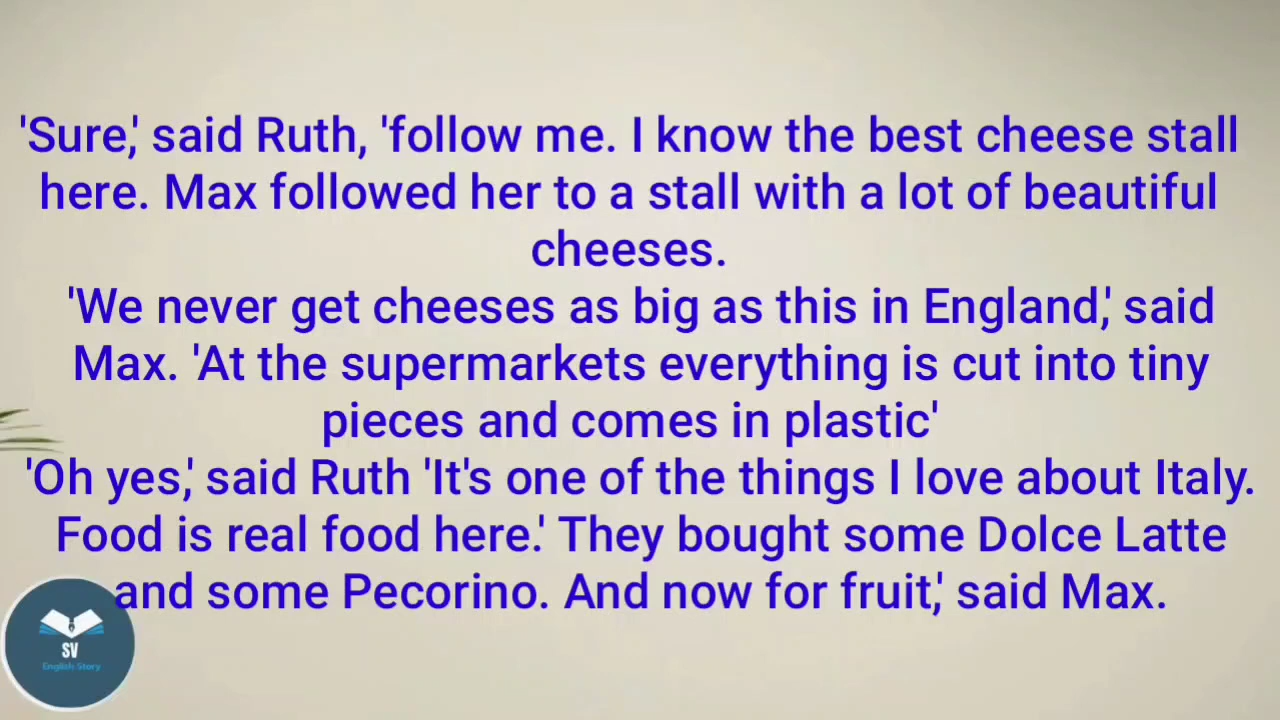 'Sure,' said Ruth, 'follow me. I know the best cheese stall
here. Max followed her to a stall with a lot of beautiful
cheeses.
'We never get cheeses as big as this in England,' said
Max. 'At the supermarkets everything is cut into tiny
pieces and comes in plastic'
'Oh yes,' said Ruth 'It's one of the things I love about Italy.
Food is real food here.' They bought some Dolce Latte
and some Pecorino. And now for fruit,' said Max.
SV
English Story